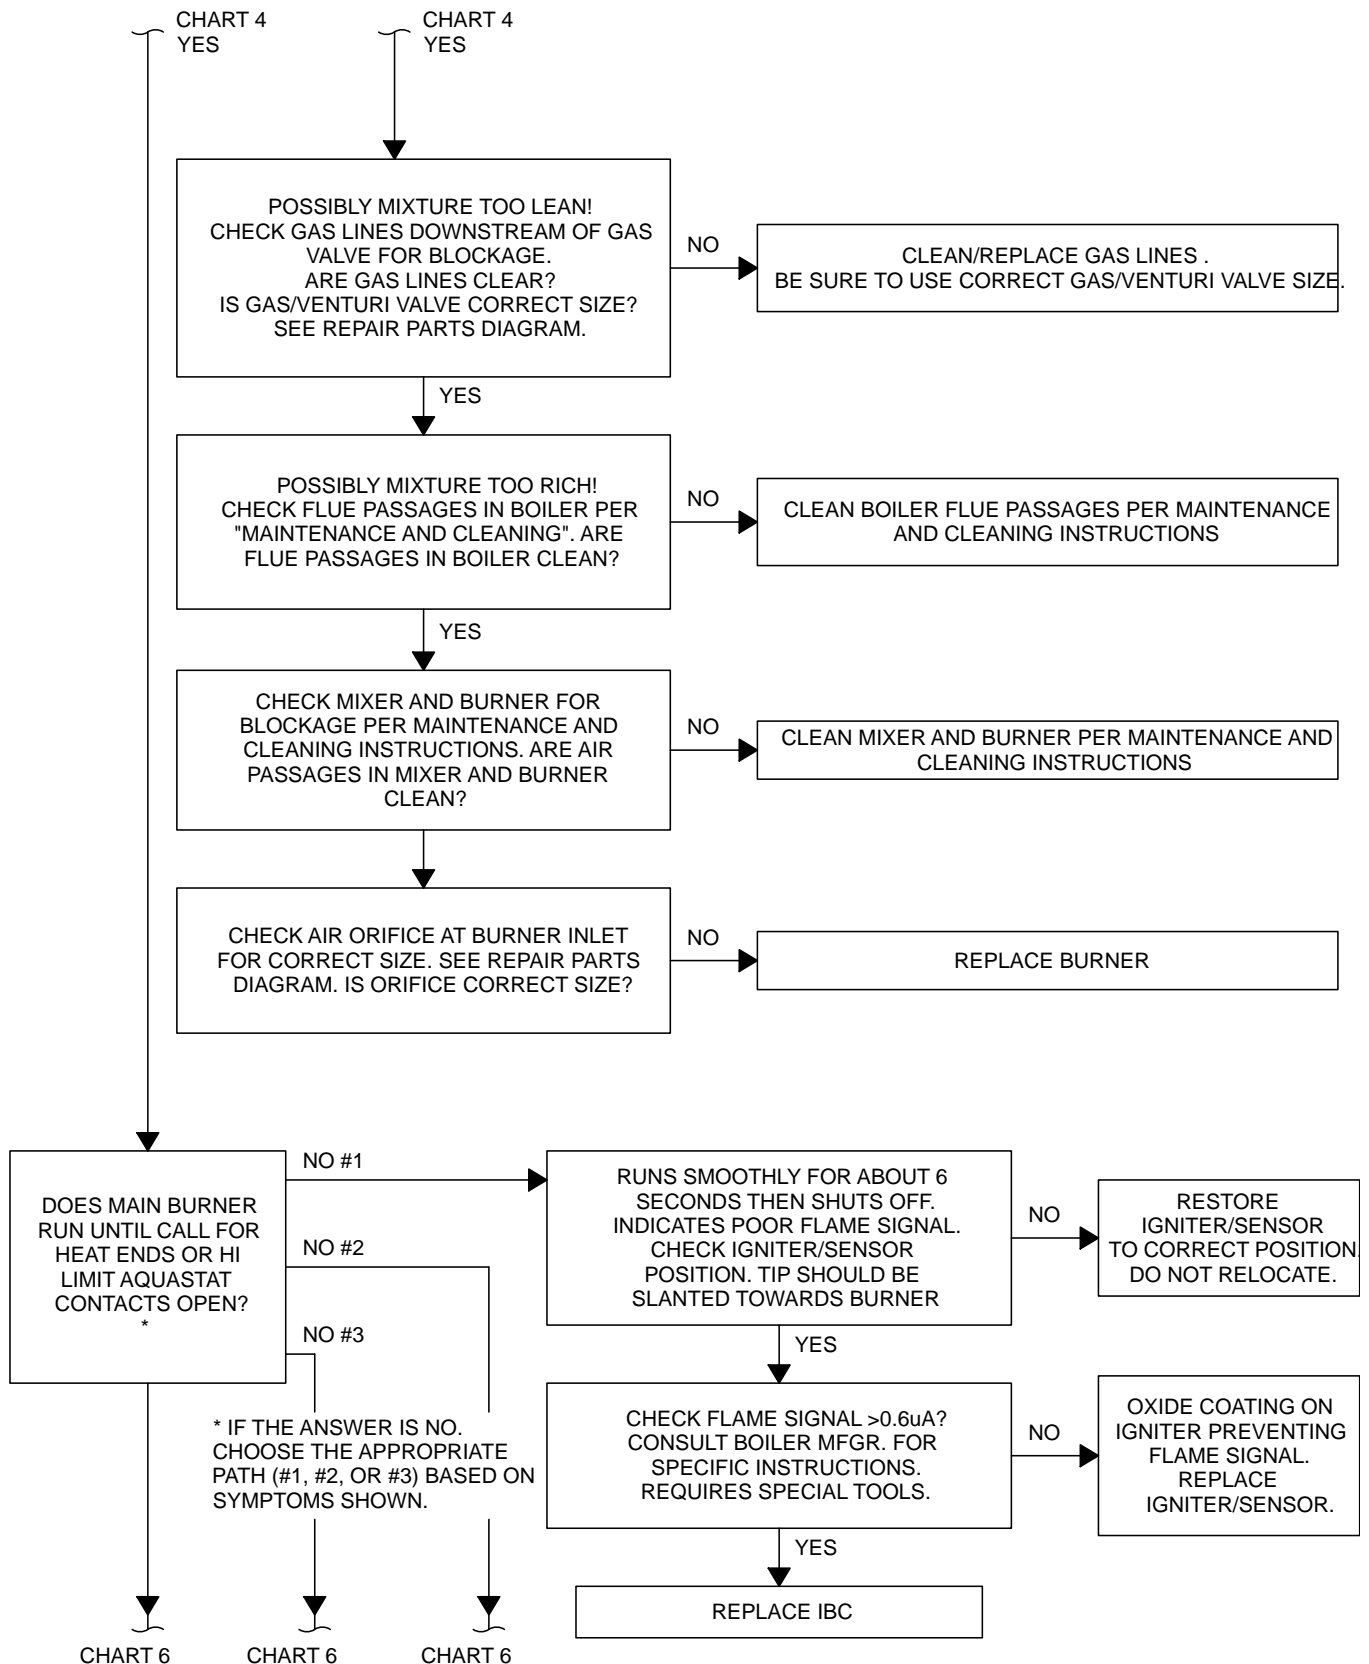 CHART 4
YES
CHART 4
YES
POSSIBLY MIXTURE TOO LEAN!
CHECK GAS LINES DOWNSTREAM OF GAS
VALVE FOR BLOCKAGE.
ARE GAS LINES CLEAR?
IS GAS/VENTURI VALVE CORRECT SIZE?
SEE REPAIR PARTS DIAGRAM.
NO
CLEAN/REPLACE GAS LINES .
BE SURE TO USE CORRECT GAS/VENTURI VALVE SIZE.
YES
POSSIBLY MIXTURE TOO RICH!
CHECK FLUE PASSAGES IN BOILER PER
"MAINTENANCE AND CLEANING". ARE
FLUE PASSAGES IN BOILER CLEAN?
NO
CLEAN BOILER FLUE PASSAGES PER MAINTENANCE
AND CLEANING INSTRUCTIONS
YES
CHECK MIXER AND BURNER FOR
BLOCKAGE PER MAINTENANCE AND
CLEANING INSTRUCTIONS. ARE AIR
PASSAGES IN MIXER AND BURNER
CLEAN?
NO
CLEAN MIXER AND BURNER PER MAINTENANCE AND
CLEANING INSTRUCTIONS
CHECK AIR ORIFICE AT BURNER INLET
FOR CORRECT SIZE. SEE REPAIR PARTS
DIAGRAM. IS ORIFICE CORRECT SIZE?
NO
REPLACE BURNER
DOES MAIN BURNER
RUN UNTIL CALL FOR
HEAT ENDS OR HI
LIMIT AQUASTAT
CONTACTS OPEN?
*
NO #1
NO #2
NO #3
RUNS SMOOTHLY FOR ABOUT 6
SECONDS THEN SHUTS OFF.
INDICATES POOR FLAME SIGNAL.
CHECK IGNITER/SENSOR
POSITION. TIP SHOULD BE
SLANTED TOWARDS BURNER
NO
RESTORE
IGNITER/SENSOR
TO CORRECT POSITION.
DO NOT RELOCATE.
YES
* IF THE ANSWER IS NO.
CHOOSE THE APPROPRIATE
PATH (#1, #2, OR #3) BASED ON
SYMPTOMS SHOWN.
CHECK FLAME SIGNAL >0.6uA?
CONSULT BOILER MFGR. FOR
SPECIFIC INSTRUCTIONS.
REQUIRES SPECIAL TOOLS.
NO
OXIDE COATING ON
IGNITER PREVENTING
FLAME SIGNAL.
REPLACE
IGNITER/SENSOR.
YES
REPLACE IBC
CHART 6
CHART 6
CHART 6